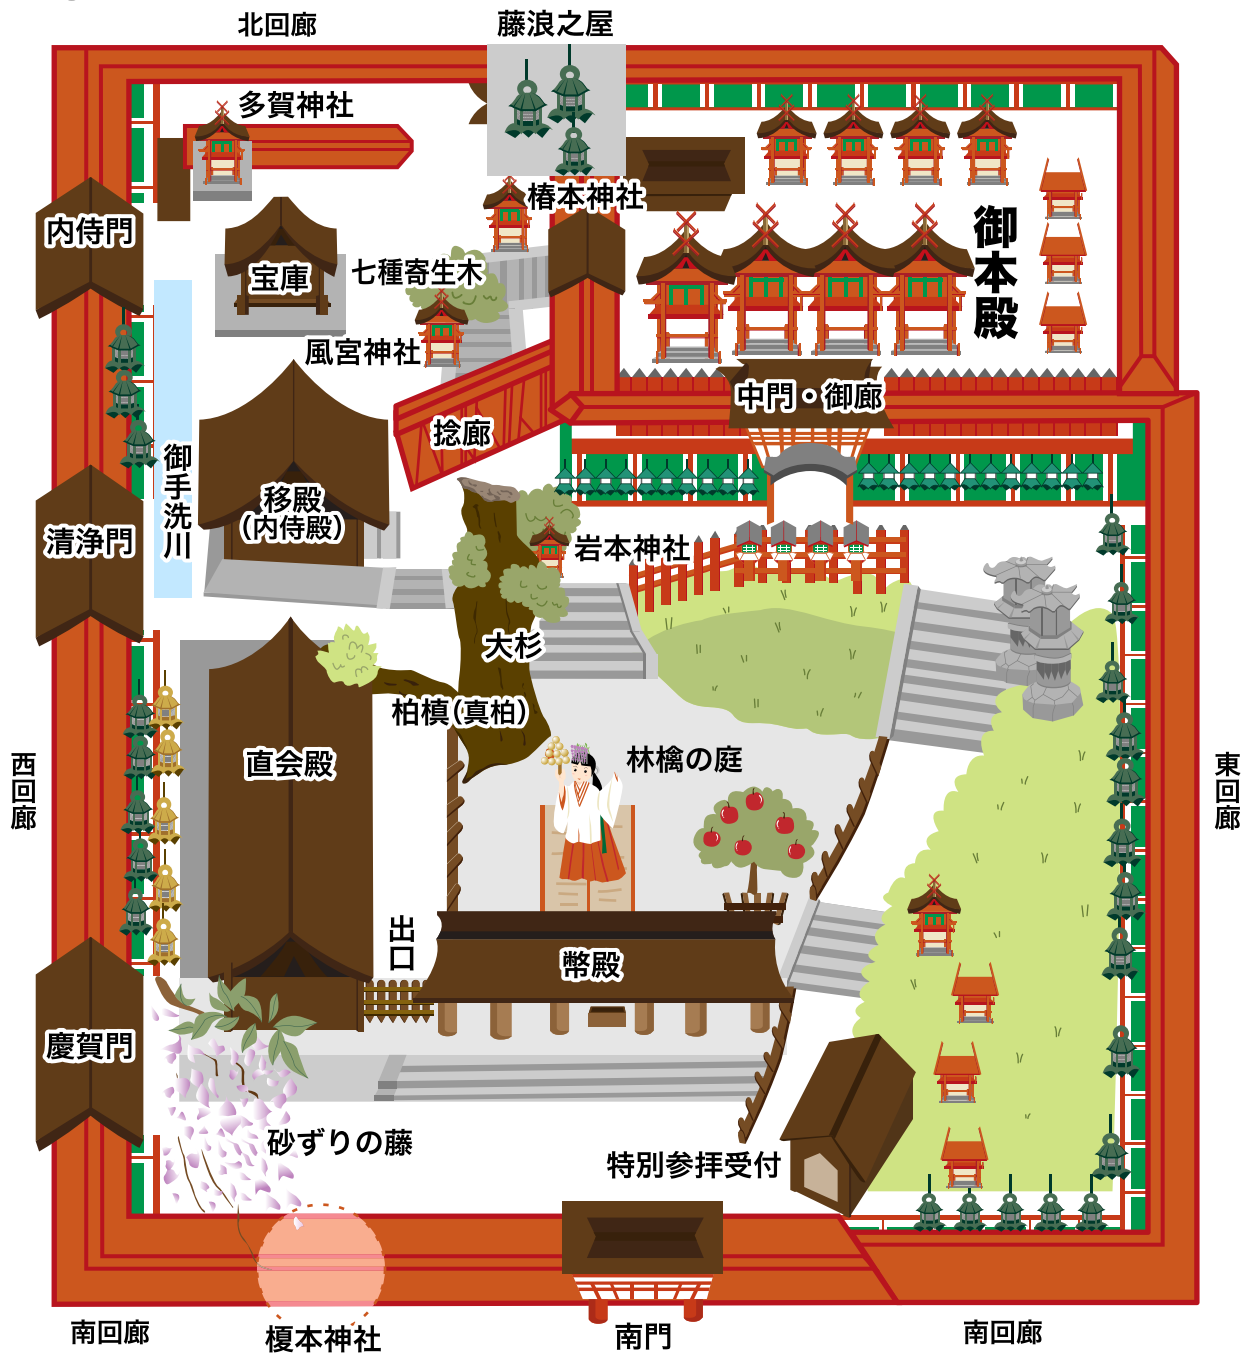 北回廊
藤浪之屋
多賀神社
椿本神社
内侍門
宝庫
七種寄生木
御本殿
風宮神社
中門・御廊
捻廊
御手洗川
移殿
（内侍殿）
清浄門
岩本神社
大杉
柏槙（真柏）
直会殿
林檎の庭
西回廊
東回廊
出口
幣殿
慶賀門
砂ずりの藤
特別参拝受付
南回廊
榎本神社
南門
南回廊